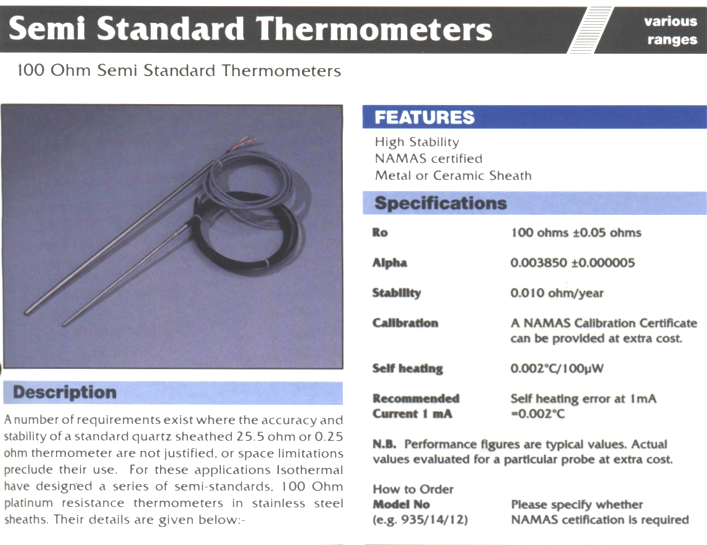 Semi Standard Thermometers
various
ranges
100 Ohm Semi Standard Thermometers
FEATURES
High Stability
NAMAS certified
Metal or Ceramic Sheath
Specifications
Ro 100 ohms ±0.05 ohms
Alpha 0.003850 ±0.000005
Stability 0.010 ohm/year
Calibration A NAMAS Calibration Certificate
can be provided at extra cost.
Self heating 0.002°C/100µW
Recommended Self heating error at 1mA
Current 1 mA =0.002°C
N.B. Performance figures are typical values. Actual
values evaluated for a particular probe at extra cost.
How to Order
Model No Please specify whether
(e.g. 935/14/12) NAMAS cetification is required
Description
A number of requirements exist where the accuracy and
stability of a standard quartz sheathed 25.5 ohm or 0.25
ohm thermometer are not justified, or space limitations
preclude their use. For these applications Isothermal
have designed a series of semi-standards, 100 Ohm
platinum resistance thermometers in stainless steel
sheaths. Their details are given below:-